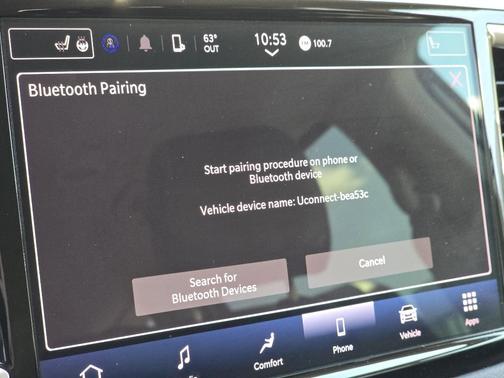 63°
OUT
10:53
FM 100.7
Bluetooth Pairing
Start pairing procedure on phone or
Bluetooth device
Vehicle device name: Uconnect-bea53c
Search for
Bluetooth Devices
Cancel
Comfort
Phone
Vehicle
Apps